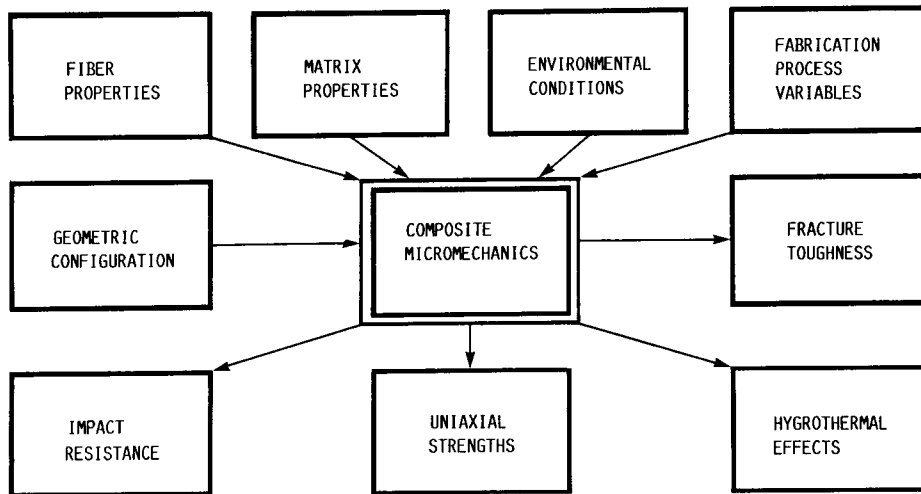 FIBER
PROPERTIES
MATRIX
PROPERTIES
ENVIRONMENTAL
CONDITIONS
FABRICATION
PROCESS
VARIABLES
GEOMETRIC
CONFIGURATION
COMPOSITE
MICROMECHANICS
FRACTURE
TOUGHNESS
IMPACT
RESISTANCE
UNIAXIAL
STRENGTHS
HYGROTHERMAL
EFFECTS